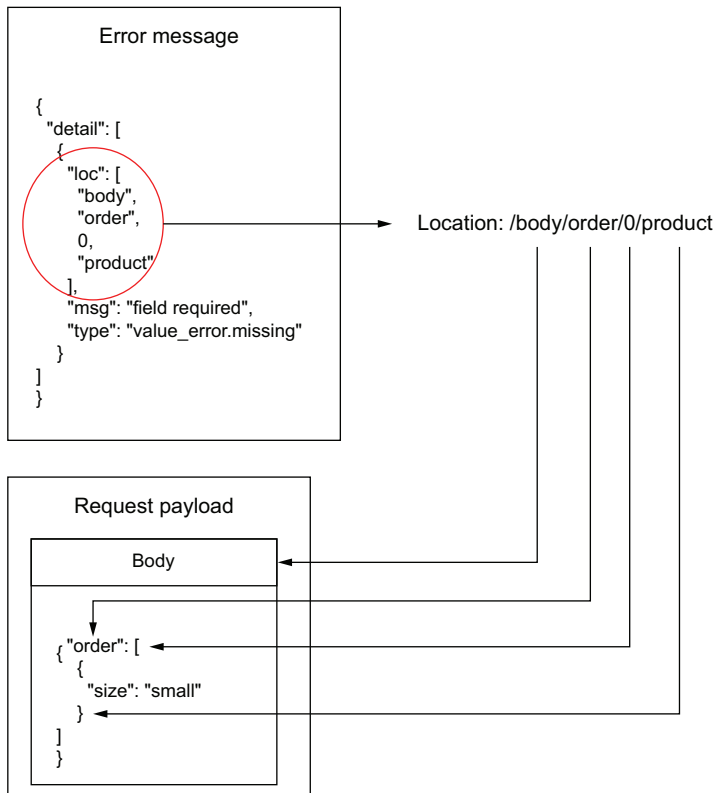 Error message
{
"detail": [
{
"loc": [
"body",
"order",
0,
"product"
],
"msg": "field required",
"type": "value_error.missing"
}
]
}
Location: /body/order/0/product
Request payload
Body
{ "order": [
{
"size": "small"
}
]
}